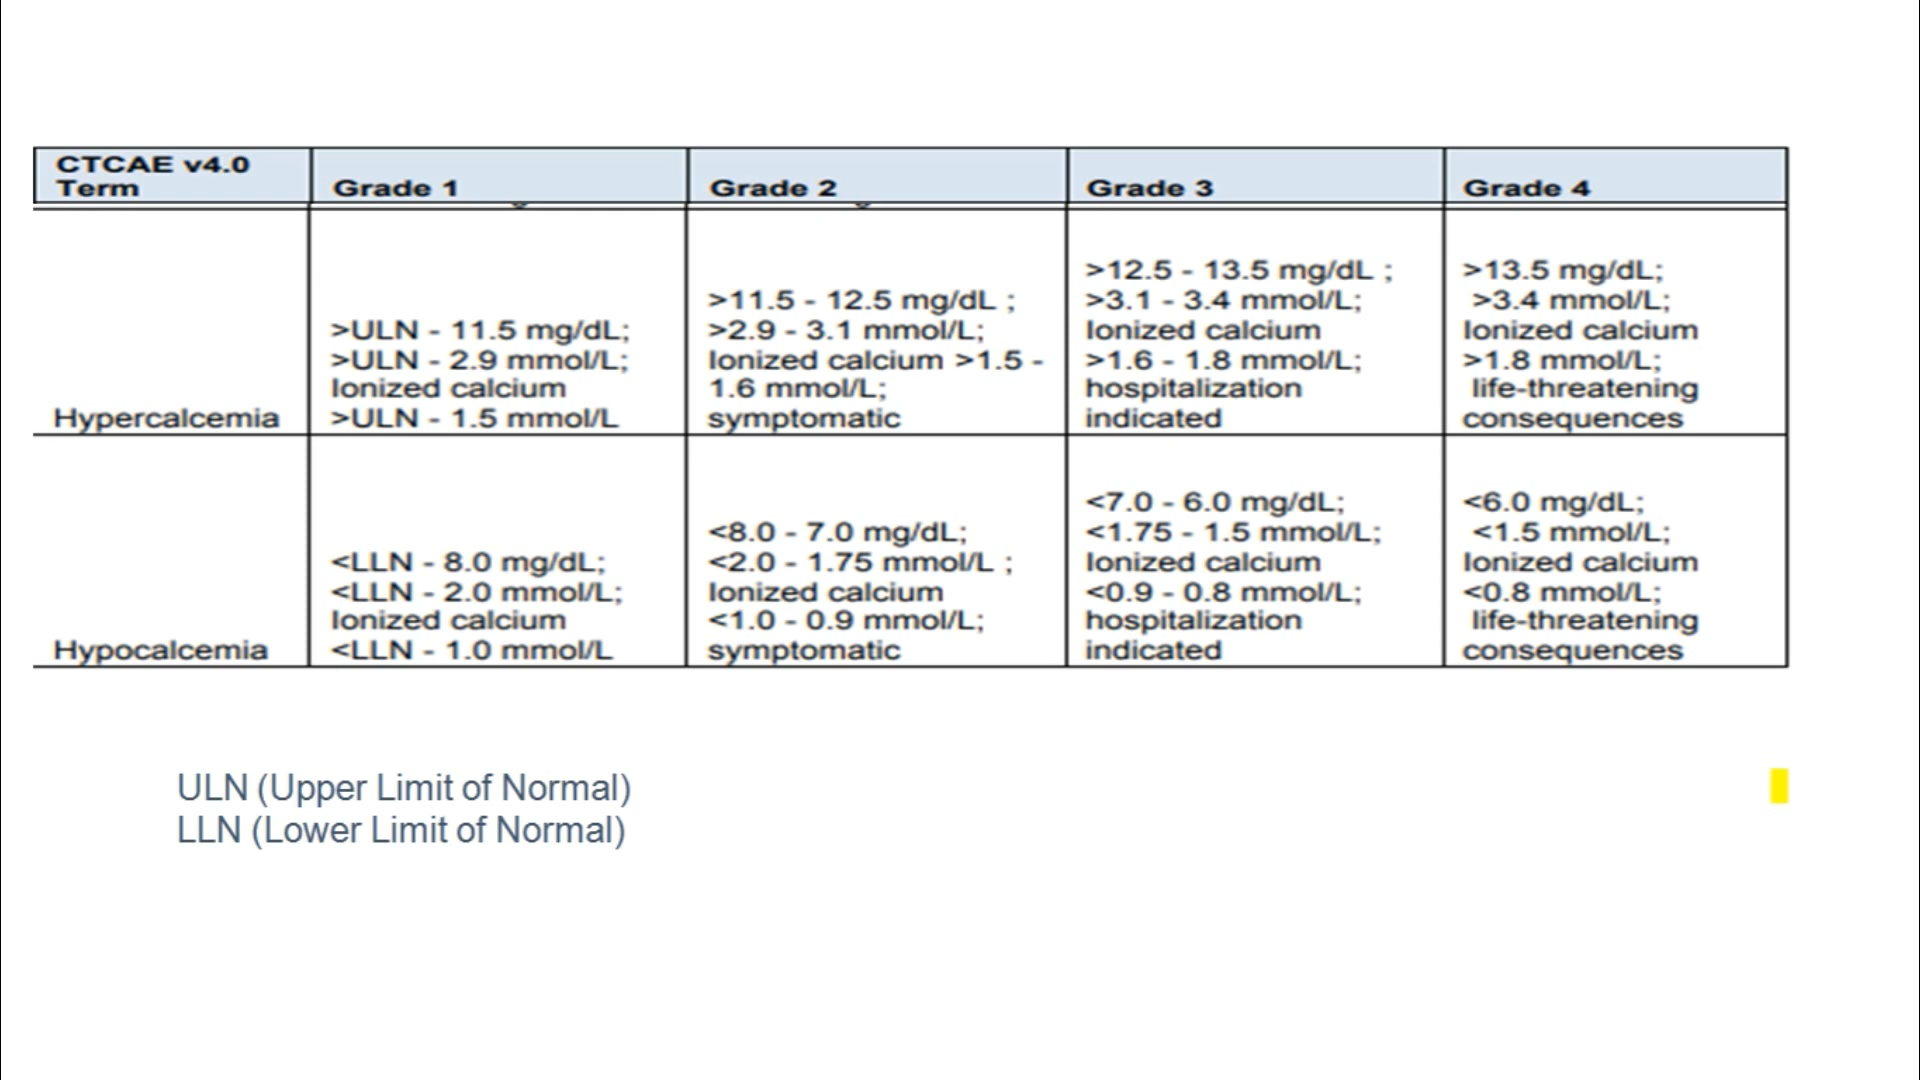 CTCAE v4.0
Term
Grade 1
Grade 2
Grade 3
Grade 4
Hypercalcemia
>ULN - 11.5 mg/dL;
>ULN - 2.9 mmol/L;
Ionized calcium
>ULN - 1.5 mmol/L
>11.5 - 12.5 mg/dL ;
>2.9 - 3.1 mmol/L;
Ionized calcium >1.5 -
1.6 mmol/L;
symptomatic
>12.5 - 13.5 mg/dL ;
>3.1 - 3.4 mmol/L;
Ionized calcium
>1.6 - 1.8 mmol/L;
hospitalization
indicated
>13.5 mg/dL;
>3.4 mmol/L;
Ionized calcium
>1.8 mmol/L;
life-threatening
consequences
Hypocalcemia
<LLN - 8.0 mg/dL;
<LLN - 2.0 mmol/L;
Ionized calcium
<LLN - 1.0 mmol/L
<8.0 - 7.0 mg/dL;
<2.0 - 1.75 mmol/L ;
Ionized calcium
<1.0 - 0.9 mmol/L;
symptomatic
<7.0 - 6.0 mg/dL;
<1.75 - 1.5 mmol/L;
Ionized calcium
<0.9 - 0.8 mmol/L;
hospitalization
indicated
<6.0 mg/dL;
<1.5 mmol/L;
Ionized calcium
<0.8 mmol/L;
life-threatening
consequences
ULN (Upper Limit of Normal)
LLN (Lower Limit of Normal)